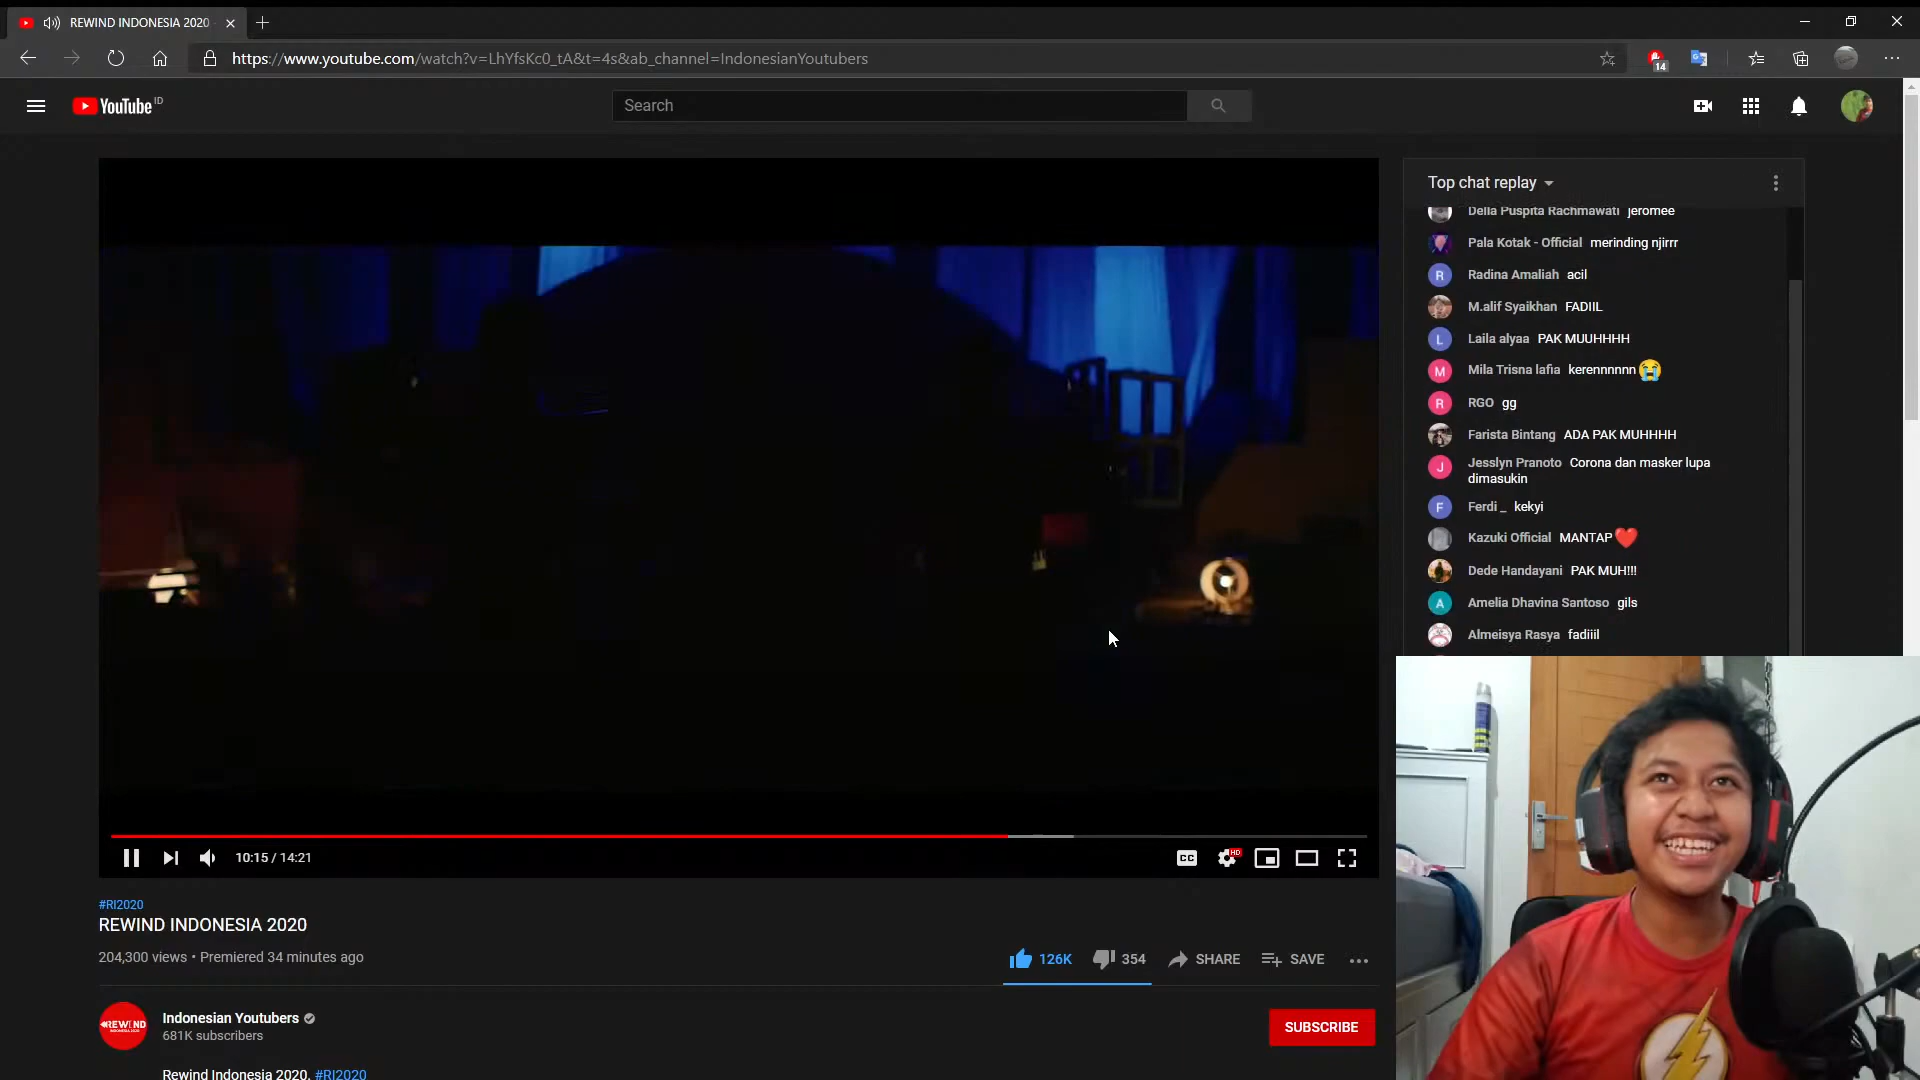 REWIND INDONESIA 2020
https://www.youtube.com/watch?v=LhYfsKc0_tA&t=4s&ab_channel=IndonesianYoutubers
14
YouTube ID
Search
Top chat replay
Della Puspita Rachmawati jeromee
Pala Kotak - Official merinding njirrr
Radina Amaliah acil
M.alif Syaikhan FADIIL
Laila alyaa PAK MUUHHHH
Mila Trisna lafia kerennnnnn😭
RGO gg
Farista Bintang ADA PAK MUHHHH
Jesslyn Pranoto Corona dan masker lupa
dimasukin
Ferdi _ kekyi
Kazuki Official MANTAP❤️
Dede Handayani PAK MUH!!!
Amelia Dhavina Santoso gils
Almeisya Rasya fadiiil
10:15 / 14:21
CC
HD
#RI2020
REWIND INDONESIA 2020
204,300 views • Premiered 34 minutes ago
126K 354 SHARE SAVE
REWIND
Indonesian Youtubers
681K subscribers
SUBSCRIBE
Rewind Indonesia 2020. #RI2020